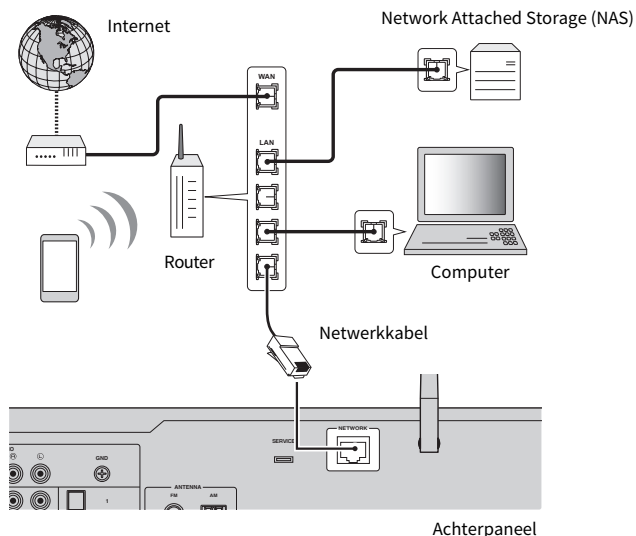 Internet
Network Attached Storage (NAS)
WAN
LAN
Router
Computer
Netwerkkabel
SERVICE
NETWORK
R L
GND
1
ANTENNA
FM AM
Achterpaneel